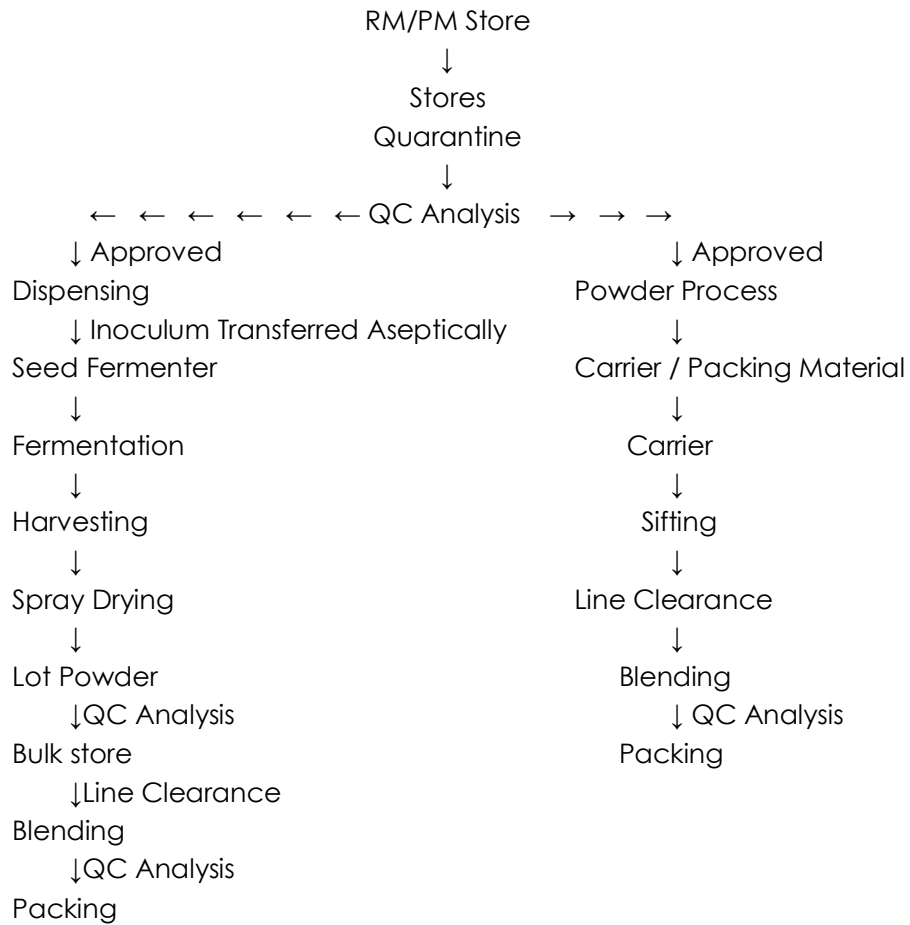 RM/PM Store
↓
Stores
Quarantine
↓
← ← ← ← ← ← QC Analysis → → →
↓ Approved ↓ Approved
Dispensing Powder Process
↓ Inoculum Transferred Aseptically ↓
Seed Fermenter Carrier / Packing Material
↓ ↓
Fermentation Carrier
↓ ↓
Harvesting Sifting
↓ ↓
Spray Drying Line Clearance
↓ ↓
Lot Powder Blending
↓QC Analysis ↓ QC Analysis
Bulk store Packing
↓Line Clearance
Blending
↓QC Analysis
Packing